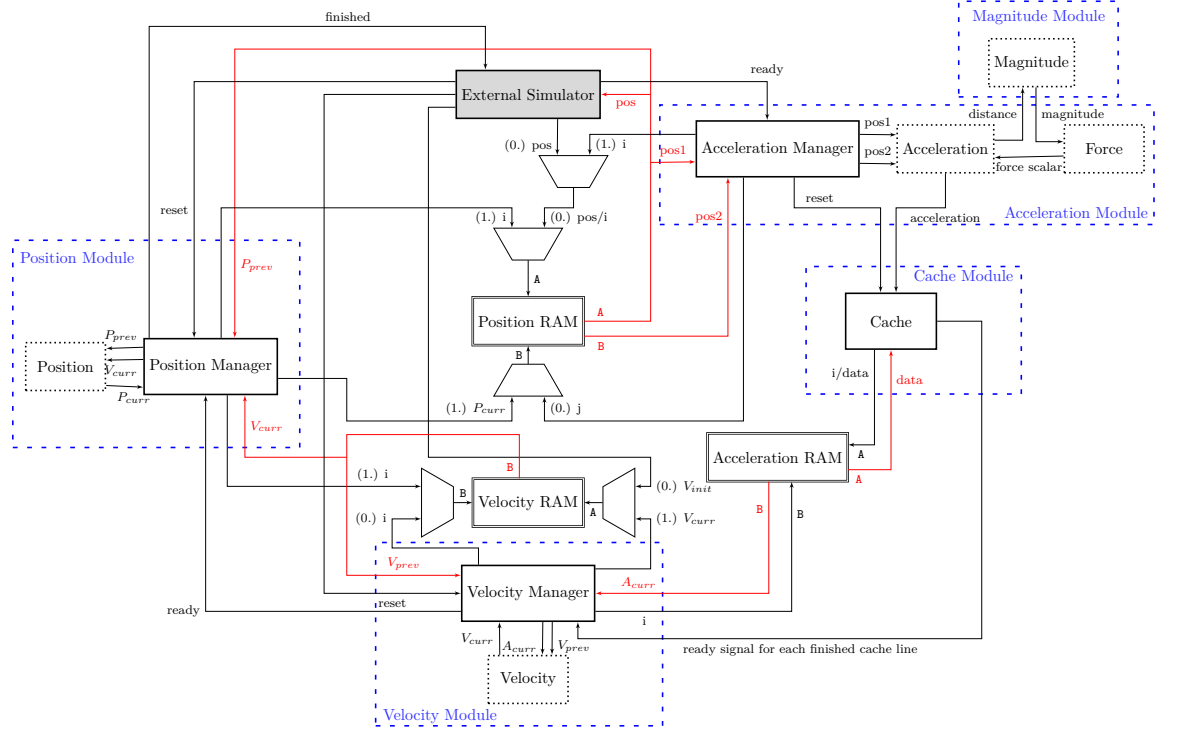 finished
Magnitude Module
Magnitude
ready
External Simulator
pos
distance
magnitude
(0.) pos
(1.) i
pos1
Acceleration Manager
pos1
pos2
Acceleration
Force
force scalar
reset
reset
pos2
acceleration
Acceleration Module
(1.) i
(0.) pos/i
Position Module
P_prev
A
Cache Module
Position RAM
A
B
Cache
P_prev
Position
V_curr
P_curr
Position Manager
B
i/data
data
(1.) P_curr
(0.) j
V_curr
B
Acceleration RAM
A
A
(1.) i
B
Velocity RAM
A
(0.) V_init
(0.) i
(1.) V_curr
B
B
V_prev
A_curr
Velocity Manager
reset
ready
i
V_curr
A_curr
V_prev
ready signal for each finished cache line
Velocity
Velocity Module